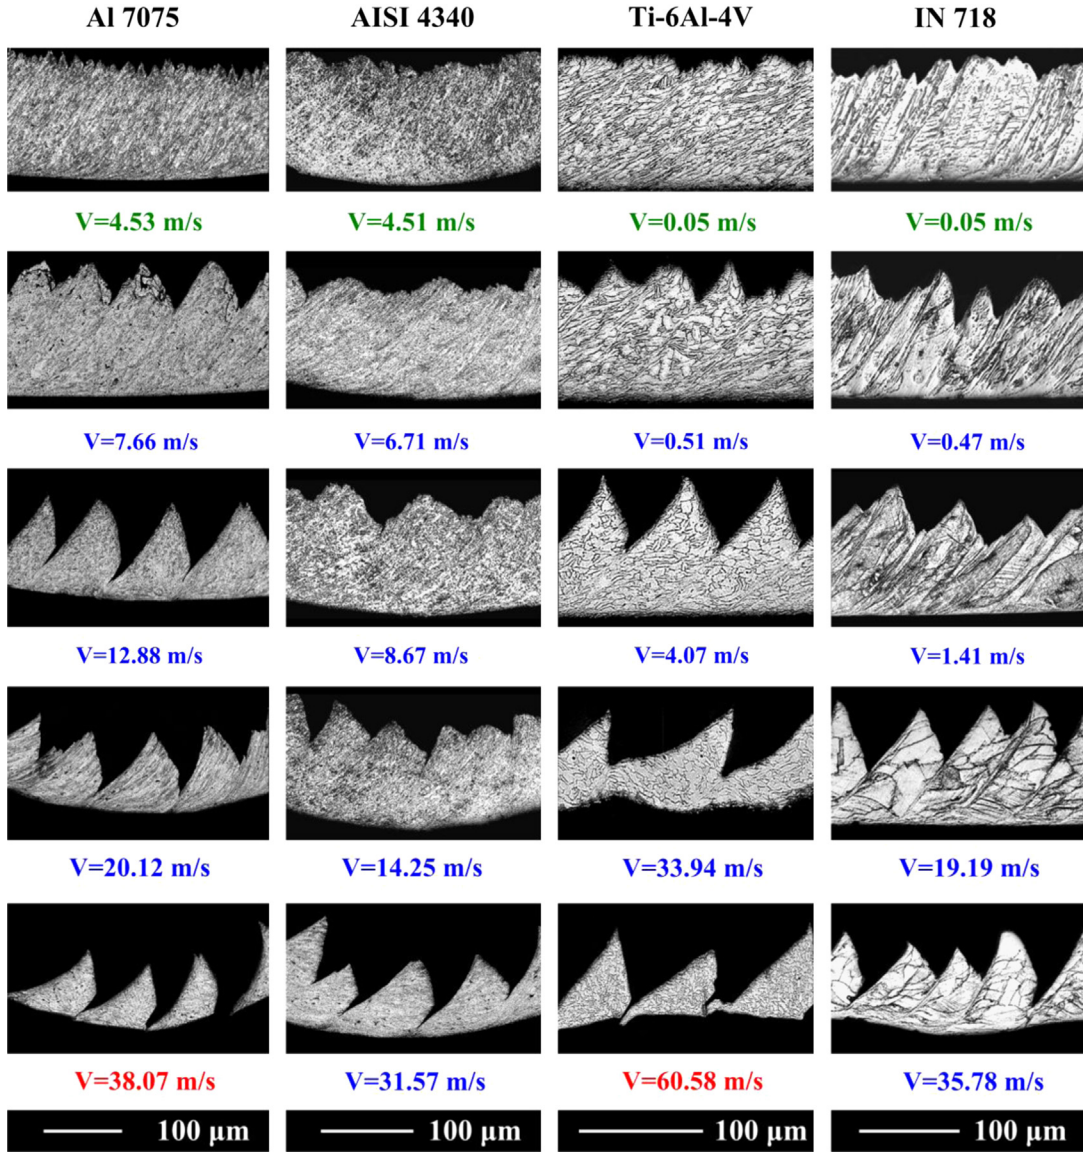 Al 7075 AISI 4340 Ti-6Al-4V IN 718
V=4.53 m/s V=4.51 m/s V=0.05 m/s V=0.05 m/s
V=7.66 m/s V=6.71 m/s V=0.51 m/s V=0.47 m/s
V=12.88 m/s V=8.67 m/s V=4.07 m/s V=1.41 m/s
V=20.12 m/s V=14.25 m/s V=33.94 m/s V=19.19 m/s
V=38.07 m/s V=31.57 m/s V=60.58 m/s V=35.78 m/s
100 μm 100 μm 100 μm 100 μm